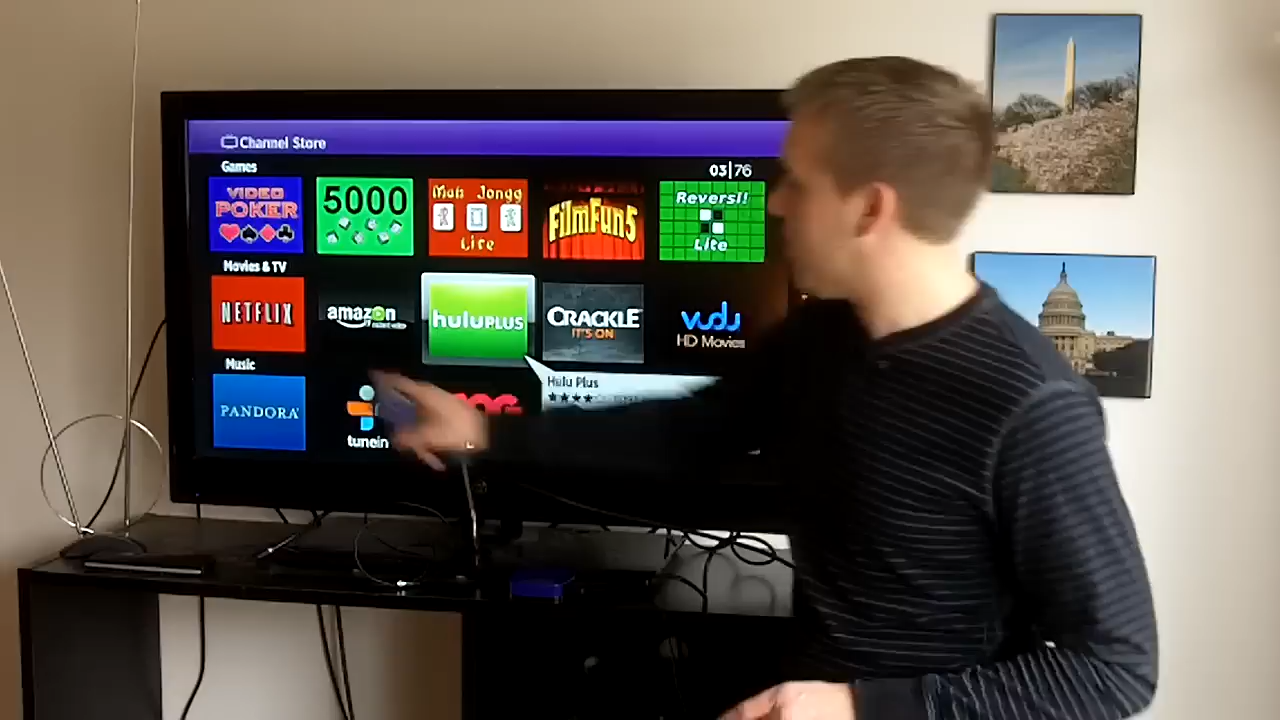 Channel Store
Games
03|76
VIDEO
POKER
5000
Mah Jongg
Lite
FilmFun5
Reversi!
Lite
Movies & TV
NETFLIX
amazon
huluPLUS
CRACKLE
IT'S ON
vudu
HD Movies
Music
Hulu Plus
PANDORA
tunein